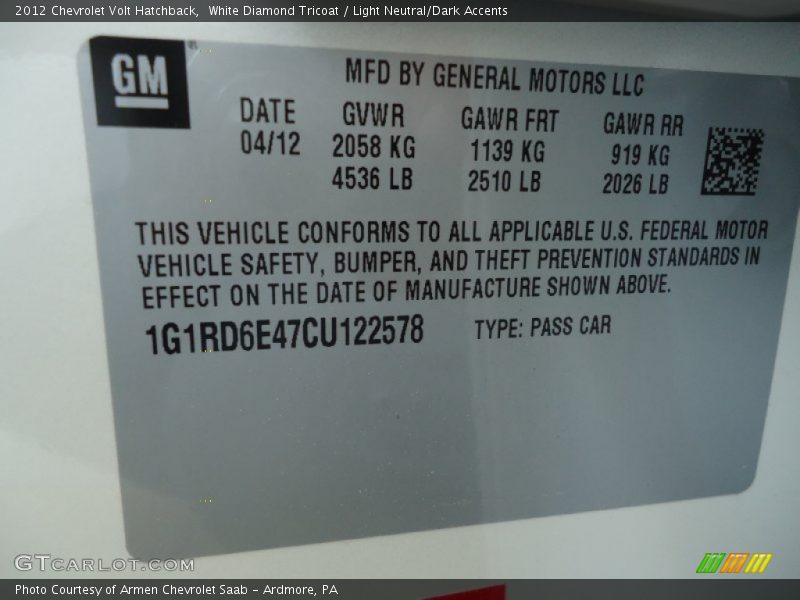 2012 Chevrolet Volt Hatchback, White Diamond Tricoat / Light Neutral/Dark Accents
GM
MFD BY GENERAL MOTORS LLC
DATE GVWR GAWR FRT GAWR RR
04/12 2058 KG 1139 KG 919 KG
4536 LB 2510 LB 2026 LB
THIS VEHICLE CONFORMS TO ALL APPLICABLE U.S. FEDERAL MOTOR
VEHICLE SAFETY, BUMPER, AND THEFT PREVENTION STANDARDS IN
EFFECT ON THE DATE OF MANUFACTURE SHOWN ABOVE.
1G1RD6E47CU122578 TYPE: PASS CAR
GTCARLOT.COM
Photo Courtesy of Armen Chevrolet Saab - Ardmore, PA